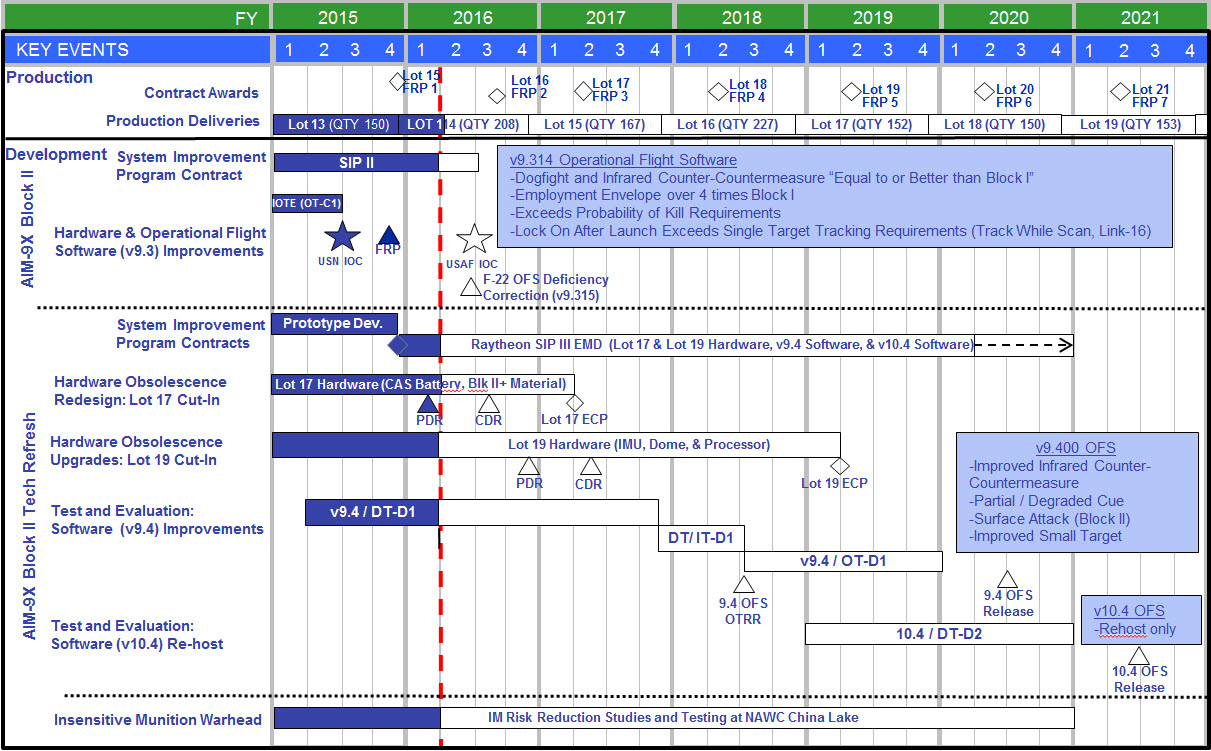 FY 2015 2016 2017 2018 2019 2020 2021
KEY EVENTS 1 2 3 4 1 2 3 4 1 2 3 4 1 2 3 4 1 2 3 4 1 2 3 4 1 2 3 4
Production
Contract Awards
Lot 15
FRP 1
Lot 16
FRP 2
Lot 17
FRP 3
Lot 18
FRP 4
Lot 19
FRP 5
Lot 20
FRP 6
Lot 21
FRP 7
Production Deliveries
Lot 13 (QTY 150) LOT 114 (QTY 208) Lot 15 (QTY 167) Lot 16 (QTY 227) Lot 17 (QTY 152) Lot 18 (QTY 150) Lot 19 (QTY 153)
Development
AIM-9X Block II
System Improvement
Program Contract
SIP II
v9.314 Operational Flight Software
-Dogfight and Infrared Counter-Countermeasure “Equal to or Better than Block I”
-Employment Envelope over 4 times Block I
-Exceeds Probability of Kill Requirements
-Lock On After Launch Exceeds Single Target Tracking Requirements (Track While Scan, Link-16)
IOTE (OT-C1)
Hardware & Operational Flight
Software (v9.3) Improvements
USN IOC
FRP
USAF IOC
F-22 OFS Deficiency
Correction (v9.315)
AIM-9X Block II Tech Refresh
System Improvement
Program Contracts
Prototype Dev.
Raytheon SIP III EMD (Lot 17 & Lot 19 Hardware, v9.4 Software, & v10.4 Software)
Hardware Obsolescence
Redesign: Lot 17 Cut-In
Lot 17 Hardware (CAS Battery, Blk II+ Material)
PDR
CDR
Lot 17 ECP
Hardware Obsolescence
Upgrades: Lot 19 Cut-In
Lot 19 Hardware (IMU, Dome, & Processor)
PDR
CDR
Lot 19 ECP
v9.400 OFS
-Improved Infrared Counter-
Countermeasure
-Partial / Degraded Cue
-Surface Attack (Block II)
-Improved Small Target
Test and Evaluation:
Software (v9.4) Improvements
v9.4 / DT-D1
DT/ IT-D1
v9.4 / OT-D1
9.4 OFS
OTRR
9.4 OFS
Release
Test and Evaluation:
Software (v10.4) Re-host
10.4 / DT-D2
v10.4 OFS
-Rehost only
10.4 OFS
Release
Insensitive Munition Warhead
IM Risk Reduction Studies and Testing at NAWC China Lake